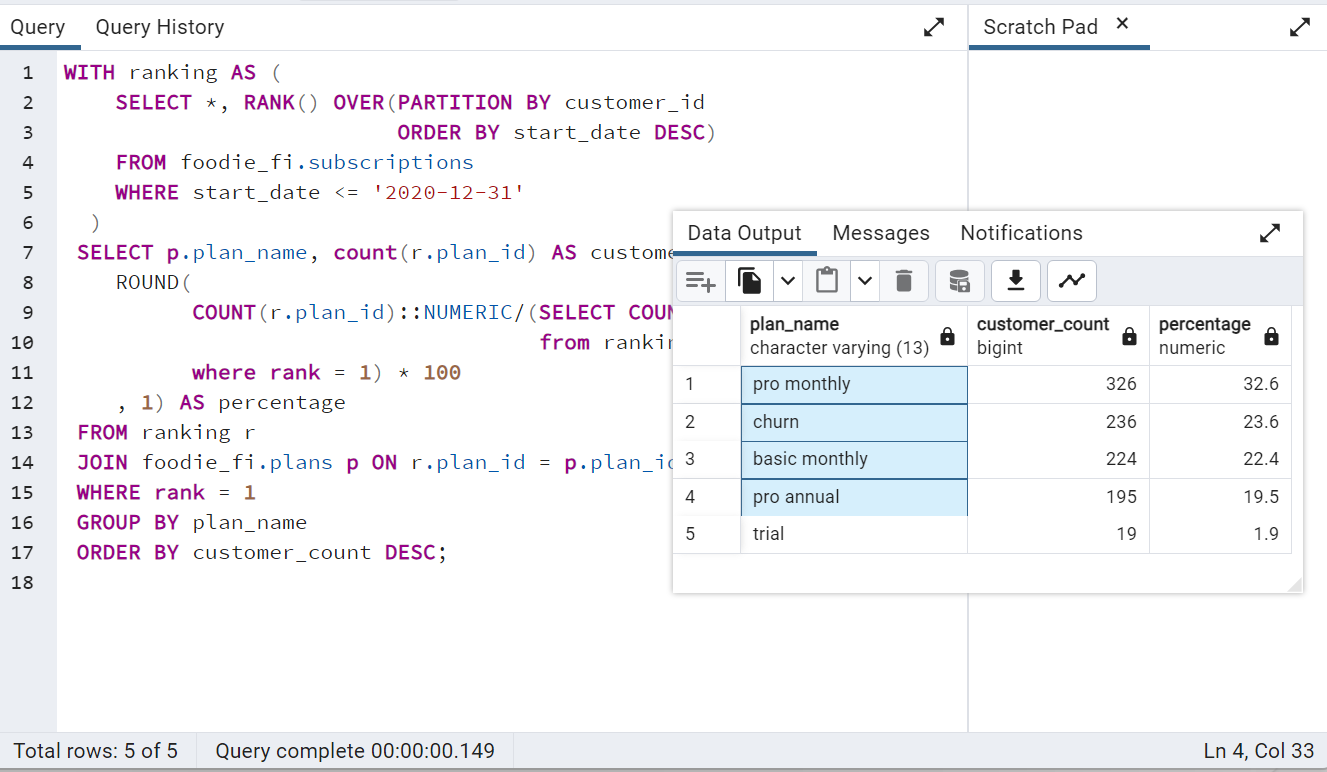 Query Query History
Scratch Pad ×
1 WITH ranking AS (
2 SELECT *, RANK() OVER(PARTITION BY customer_id
3 ORDER BY start_date DESC)
4 FROM foodie_fi.subscriptions
5 WHERE start_date <= '2020-12-31'
6 )
7 SELECT p.plan_name, count(r.plan_id) AS custome
8 ROUND(
9 COUNT(r.plan_id)::NUMERIC/(SELECT COUN
10 from rankin
11 where rank = 1) * 100
12 , 1) AS percentage
13 FROM ranking r
14 JOIN foodie_fi.plans p ON r.plan_id = p.plan_id
15 WHERE rank = 1
16 GROUP BY plan_name
17 ORDER BY customer_count DESC;
18
Data Output Messages Notifications
plan_name customer_count percentage
character varying (13) bigint numeric
1 pro monthly 326 32.6
2 churn 236 23.6
3 basic monthly 224 22.4
4 pro annual 195 19.5
5 trial 19 1.9
Total rows: 5 of 5 Query complete 00:00:00.149 Ln 4, Col 33